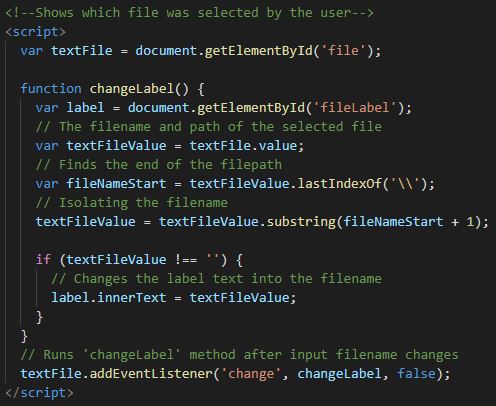 <!--Shows which file was selected by the user-->
<script>
  var textFile = document.getElementById('file');

  function changeLabel() {
    var label = document.getElementById('fileLabel');
    // The filename and path of the selected file
    var textFileValue = textFile.value;
    // Finds the end of the filepath
    var fileNameStart = textFileValue.lastIndexOf('\\');
    // Isolating the filename
    textFileValue = textFileValue.substring(fileNameStart + 1);

    if (textFileValue !== '') {
      // Changes the label text into the filename
      label.innerText = textFileValue;
    }
  }
  // Runs 'changeLabel' method after input filename changes
  textFile.addEventListener('change', changeLabel, false);
</script>